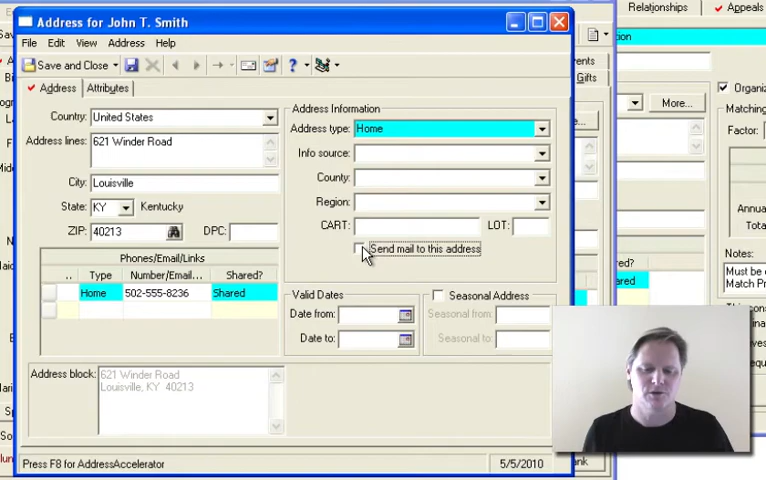 Relationships
Appeals
Address for John T. Smith
File Edit View Address Help
Save and Close
Address Attributes
Country: United States
Address lines: 621 Winder Road
City: Louisville
State: KY Kentucky
ZIP: 40213 DPC:
Phones/Email/Links
.. Type Number/Email... Shared?
Home 502-555-8236 Shared
Address Information
Address type: Home
Info source:
County:
Region:
CART: LOT:
Send mail to this address
Valid Dates
Date from:
Date to:
Seasonal Address
Seasonal from:
Seasonal to:
Address block: 621 Winder Road
Louisville, KY 40213
Press F8 for AddressAccelerator
5/5/2010
Gifts
More...
Matching
Factor:
Notes:
Must be
Match Pr